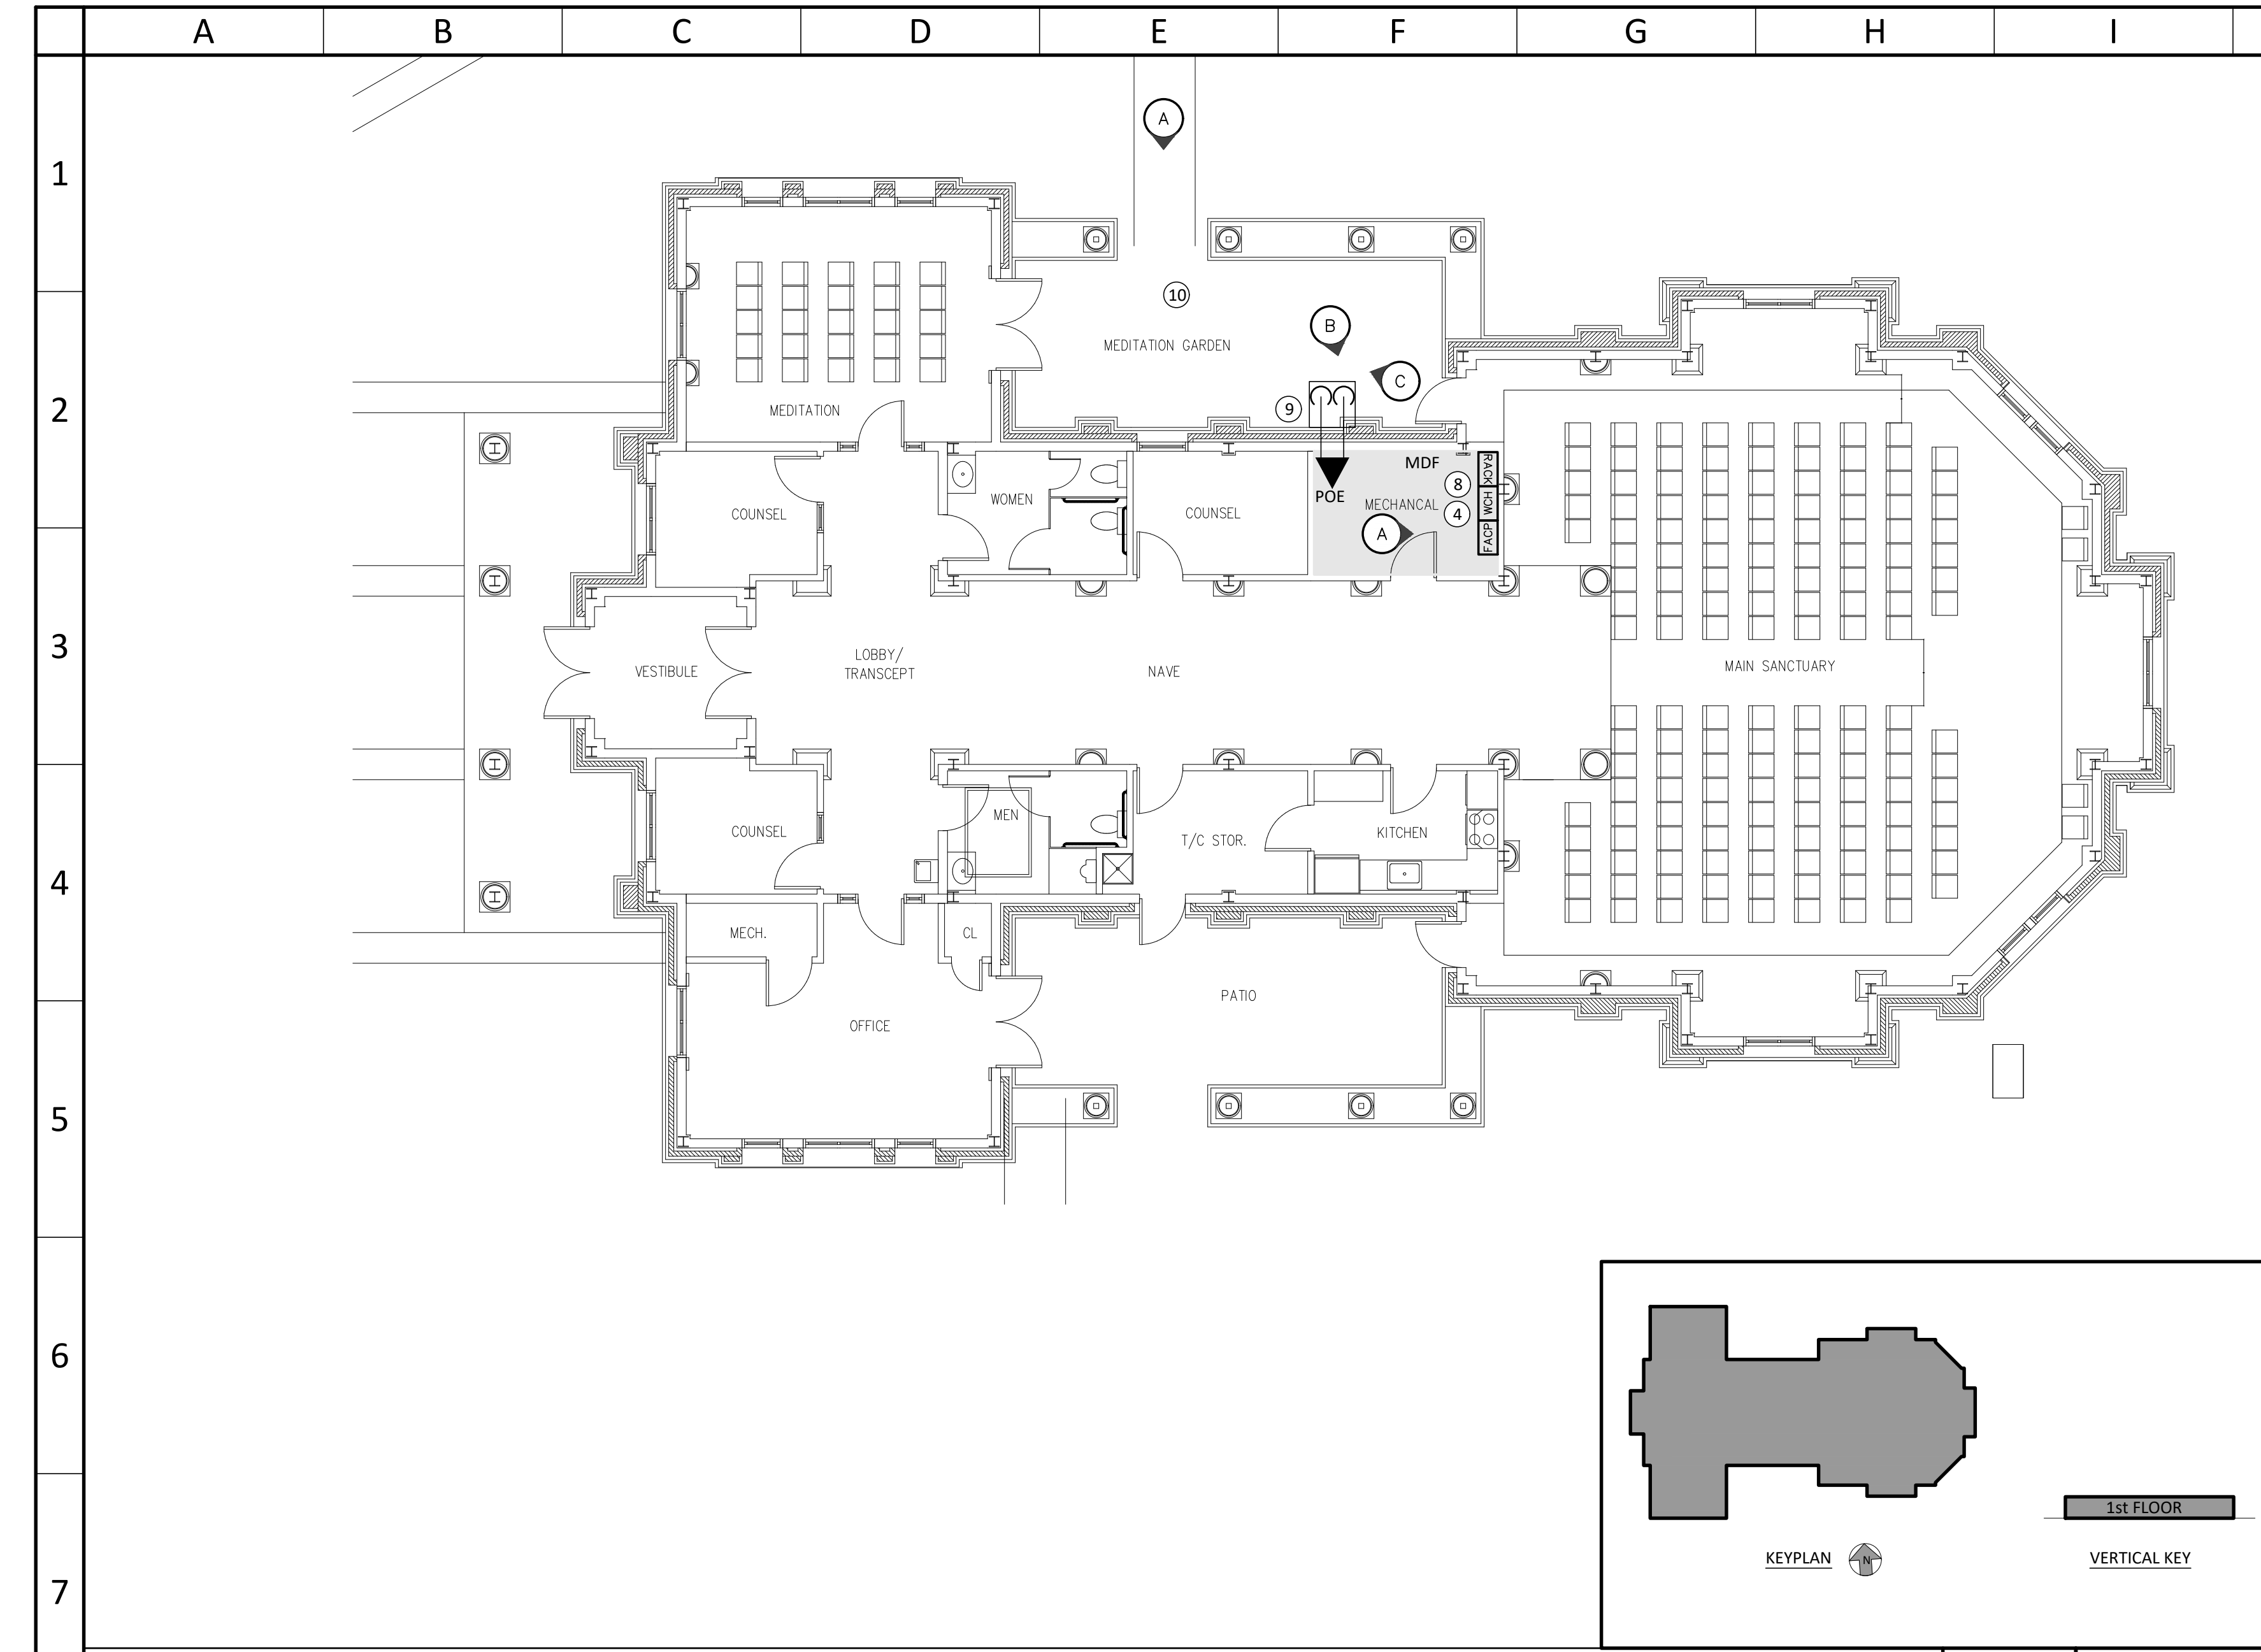 A B C D E F G H I
1
A
10
B
MEDITATION GARDEN
C
2
9
MEDITATION
MDF
RACK
8
POE
WOMEN
MECHANCAL
WCH
COUNSEL
COUNSEL
4
A
FACP
3
LOBBY/
TRANSCEPT
VESTIBULE
NAVE
MAIN SANCTUARY
MEN
COUNSEL
T/C STOR.
KITCHEN
4
MECH.
CL
PATIO
OFFICE
5
6
1st FLOOR
KEYPLAN
N
VERTICAL KEY
7